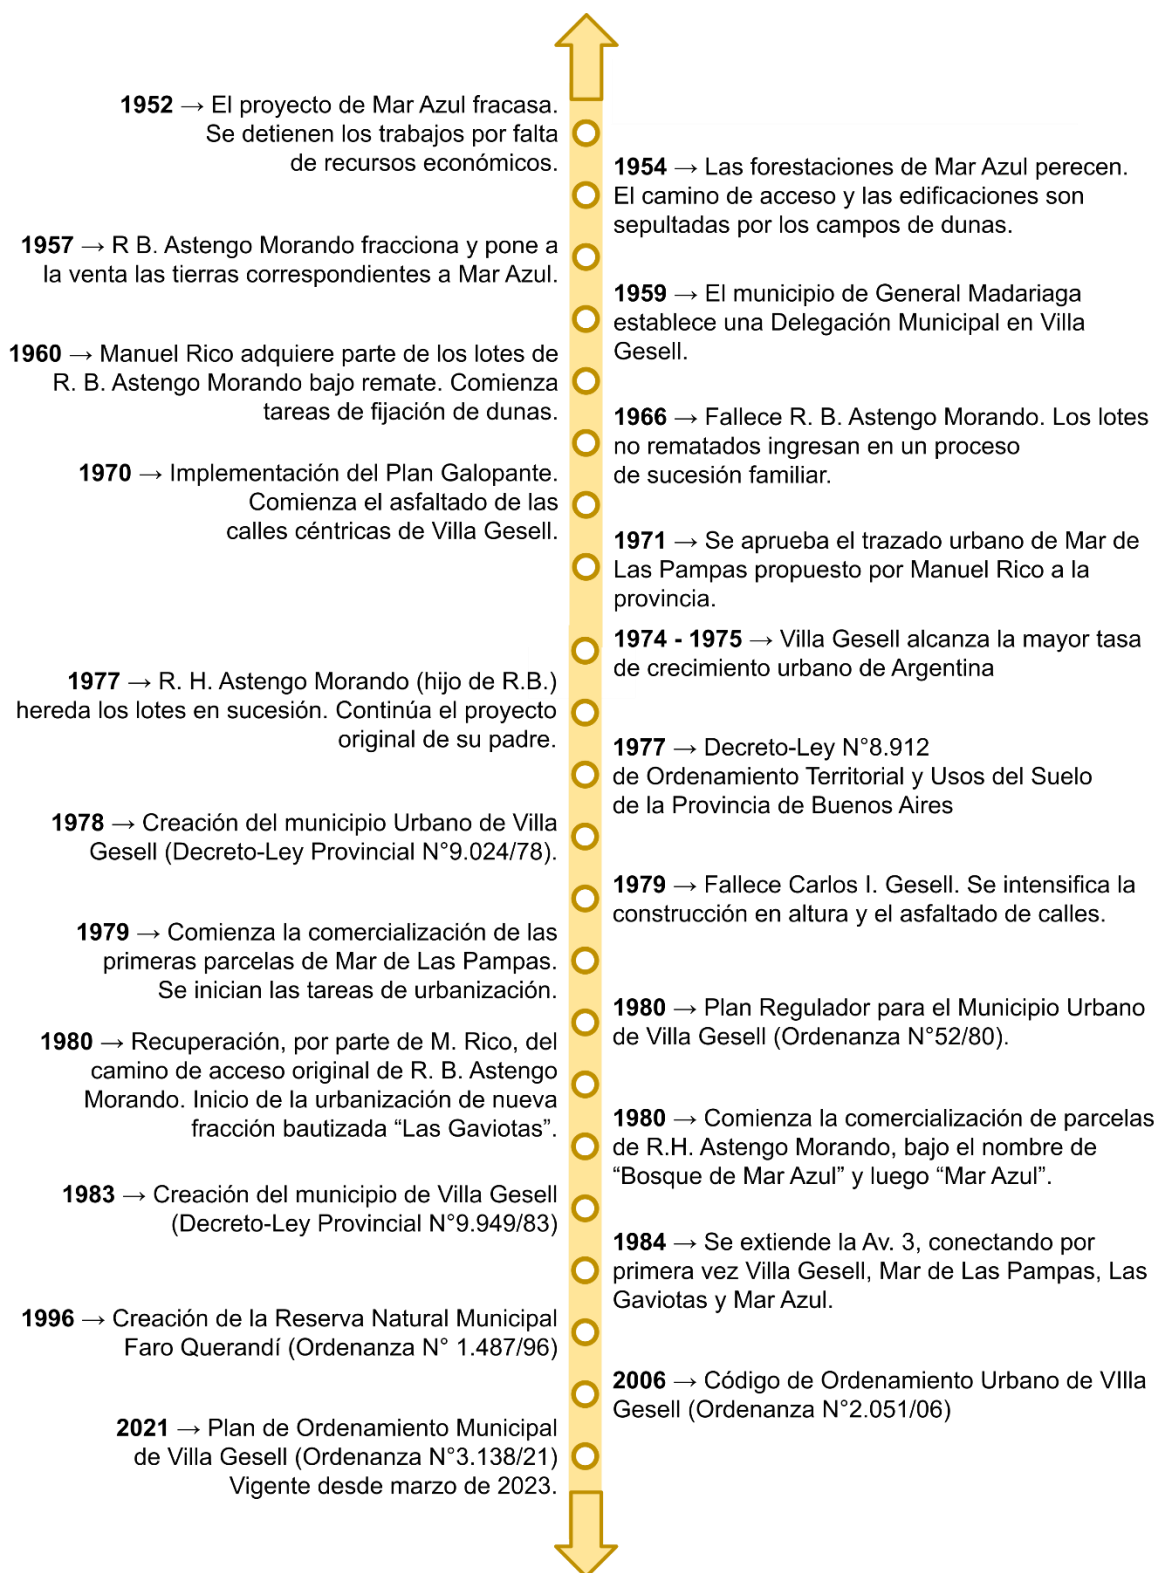 1952 → El proyecto de Mar Azul fracasa.
Se detienen los trabajos por falta
de recursos económicos.
1954 → Las forestaciones de Mar Azul perecen.
El camino de acceso y las edificaciones son
sepultadas por los campos de dunas.
1957 → R B. Astengo Morando fracciona y pone a
la venta las tierras correspondientes a Mar Azul.
1959 → El municipio de General Madariaga
establece una Delegación Municipal en Villa
Gesell.
1960 → Manuel Rico adquiere parte de los lotes de
R. B. Astengo Morando bajo remate. Comienza
tareas de fijación de dunas.
1966 → Fallece R. B. Astengo Morando. Los lotes
no rematados ingresan en un proceso
de sucesión familiar.
1970 → Implementación del Plan Galopante.
Comienza el asfaltado de las
calles céntricas de Villa Gesell.
1971 → Se aprueba el trazado urbano de Mar de
Las Pampas propuesto por Manuel Rico a la
provincia.
1974 - 1975 → Villa Gesell alcanza la mayor tasa
de crecimiento urbano de Argentina
1977 → R. H. Astengo Morando (hijo de R.B.)
hereda los lotes en sucesión. Continúa el proyecto
original de su padre.
1977 → Decreto-Ley N°8.912
de Ordenamiento Territorial y Usos del Suelo
de la Provincia de Buenos Aires
1978 → Creación del municipio Urbano de Villa
Gesell (Decreto-Ley Provincial N°9.024/78).
1979 → Fallece Carlos I. Gesell. Se intensifica la
construcción en altura y el asfaltado de calles.
1979 → Comienza la comercialización de las
primeras parcelas de Mar de Las Pampas.
Se inician las tareas de urbanización.
1980 → Plan Regulador para el Municipio Urbano
de Villa Gesell (Ordenanza N°52/80).
1980 → Recuperación, por parte de M. Rico, del
camino de acceso original de R. B. Astengo
Morando. Inicio de la urbanización de nueva
fracción bautizada “Las Gaviotas”.
1980 → Comienza la comercialización de parcelas
de R.H. Astengo Morando, bajo el nombre de
“Bosque de Mar Azul” y luego “Mar Azul”.
1983 → Creación del municipio de Villa Gesell
(Decreto-Ley Provincial N°9.949/83)
1984 → Se extiende la Av. 3, conectando por
primera vez Villa Gesell, Mar de Las Pampas, Las
Gaviotas y Mar Azul.
1996 → Creación de la Reserva Natural Municipal
Faro Querandí (Ordenanza N° 1.487/96)
2006 → Código de Ordenamiento Urbano de VIlla
Gesell (Ordenanza N°2.051/06)
2021 → Plan de Ordenamiento Municipal
de Villa Gesell (Ordenanza N°3.138/21)
Vigente desde marzo de 2023.